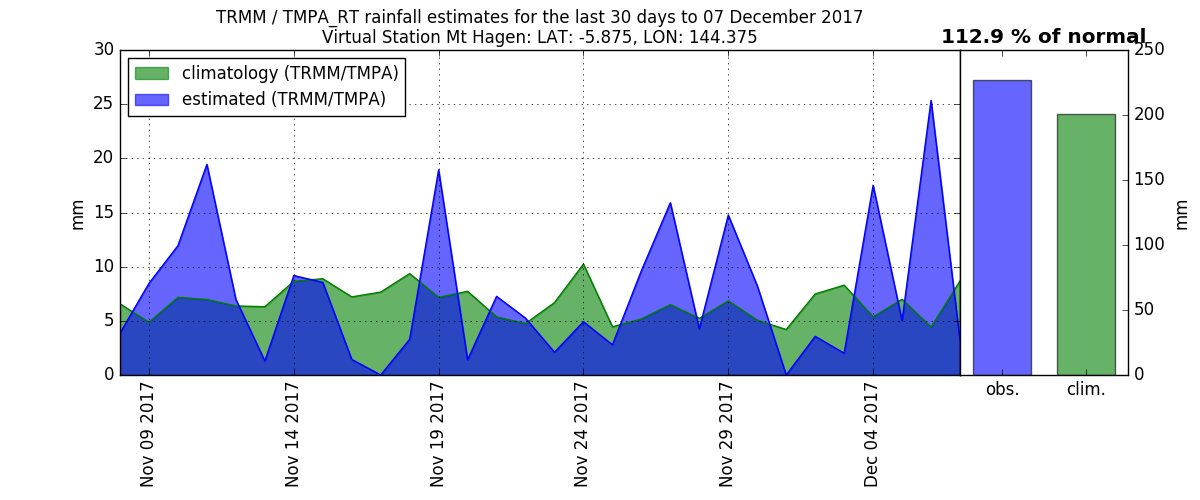 TRMM / TMPA_RT rainfall estimates for the last 30 days to 07 December 2017
Virtual Station Mt Hagen: LAT: -5.875, LON: 144.375
112.9 % of normal
climatology (TRMM/TMPA)
estimated (TRMM/TMPA)
30
25
20
15
10
5
0
mm
Nov 09 2017
Nov 14 2017
Nov 19 2017
Nov 24 2017
Nov 29 2017
Dec 04 2017
obs.
clim.
250
200
150
100
50
0
mm